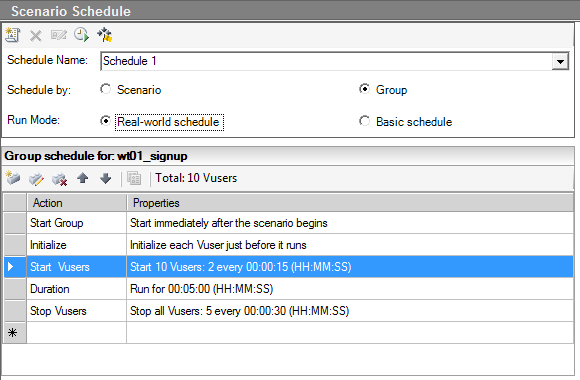 Scenario Schedule
Schedule Name: Schedule 1
Schedule by: Scenario Group
Run Mode: Real-world schedule Basic schedule
Group schedule for: wt01_signup
Total: 10 Vusers
Action Properties
Start Group Start immediately after the scenario begins
Initialize Initialize each Vuser just before it runs
Start Vusers Start 10 Vusers: 2 every 00:00:15 (HH:MM:SS)
Duration Run for 00:05:00 (HH:MM:SS)
Stop Vusers Stop all Vusers: 5 every 00:00:30 (HH:MM:SS)